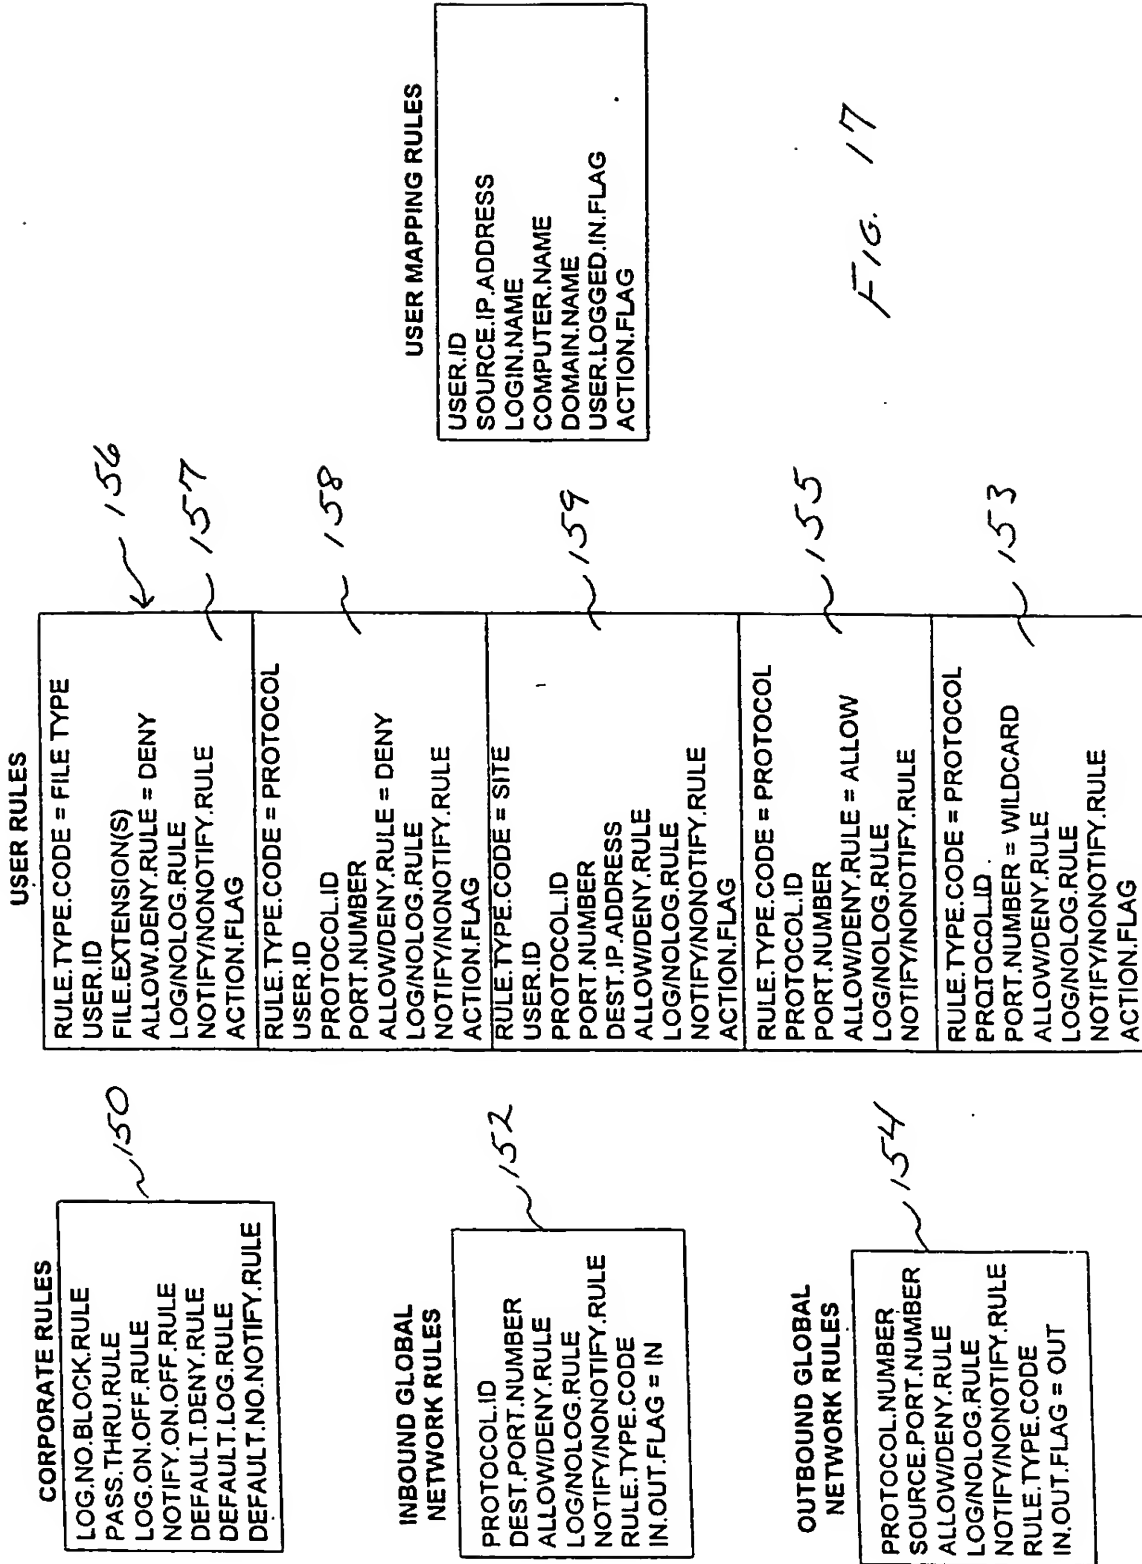 CORPORATE RULES
LOG.NO.BLOCK.RULE
PASS.THRU.RULE
LOG.ON.OFF.RULE
NOTIFY.ON.OFF.RULE
DEFAULT.DENY.RULE
DEFAULT.LOG.RULE
DEFAULT.NO.NOTIFY.RULE
150
INBOUND GLOBAL
NETWORK RULES
PROTOCOL.ID
DEST.PORT.NUMBER
ALLOW/DENY.RULE
LOG/NOLOG.RULE
NOTIFY/NONOTIFY.RULE
RULE.TYPE.CODE
IN.OUT.FLAG = IN
152
OUTBOUND GLOBAL
NETWORK RULES
PROTOCOL.NUMBER
SOURCE.PORT.NUMBER
ALLOW/DENY.RULE
LOG/NOLOG.RULE
NOTIFY/NONOTIFY.RULE
RULE.TYPE.CODE
IN.OUT.FLAG = OUT
154
USER RULES
RULE.TYPE.CODE = FILE TYPE
USER.ID
FILE.EXTENSION(S)
ALLOW.DENY.RULE = DENY
LOG/NOLOG.RULE
NOTIFY/NONOTIFY.RULE
ACTION.FLAG
156
157
RULE.TYPE.CODE = PROTOCOL
USER.ID
PROTOCOL.ID
PORT.NUMBER
ALLOW/DENY.RULE = DENY
LOG/NOLOG.RULE
NOTIFY/NONOTIFY.RULE
ACTION.FLAG
158
RULE.TYPE.CODE = SITE
USER.ID
PROTOCOL.ID
PORT.NUMBER
DEST.IP.ADDRESS
ALLOW/DENY.RULE
LOG/NOLOG.RULE
NOTIFY/NONOTIFY.RULE
ACTION.FLAG
159
RULE.TYPE.CODE = PROTOCOL
PROTOCOL.ID
PORT.NUMBER
ALLOW/DENY.RULE = ALLOW
LOG/NOLOG.RULE
NOTIFY/NONOTIFY.RULE
155
RULE.TYPE.CODE = PROTOCOL
PROTOCOL.ID
PORT.NUMBER = WILDCARD
ALLOW/DENY.RULE
LOG/NOLOG.RULE
NOTIFY/NONOTIFY.RULE
ACTION.FLAG
153
USER MAPPING RULES
USER.ID
SOURCE.IP.ADDRESS
LOGIN.NAME
COMPUTER.NAME
DOMAIN.NAME
USER.LOGGED.IN.FLAG
ACTION.FLAG
FIG. 17